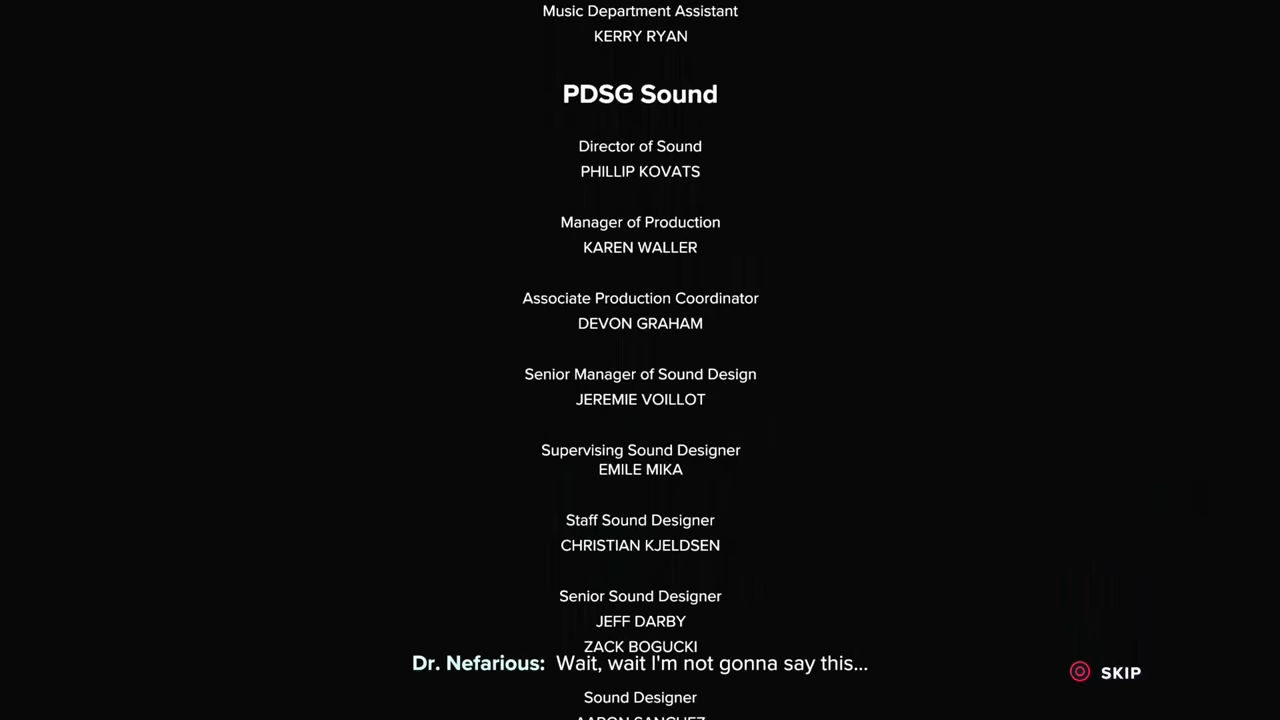 Music Department Assistant
KERRY RYAN
PDSG Sound
Director of Sound
PHILLIP KOVATS
Manager of Production
KAREN WALLER
Associate Production Coordinator
DEVON GRAHAM
Senior Manager of Sound Design
JEREMIE VOILLOT
Supervising Sound Designer
EMILE MIKA
Staff Sound Designer
CHRISTIAN KJELDSEN
Senior Sound Designer
JEFF DARBY
ZACK BOGUCKI
Dr. Nefarious: Wait, wait I'm not gonna say this...
SKIP
Sound Designer
AARON SANCHEZ